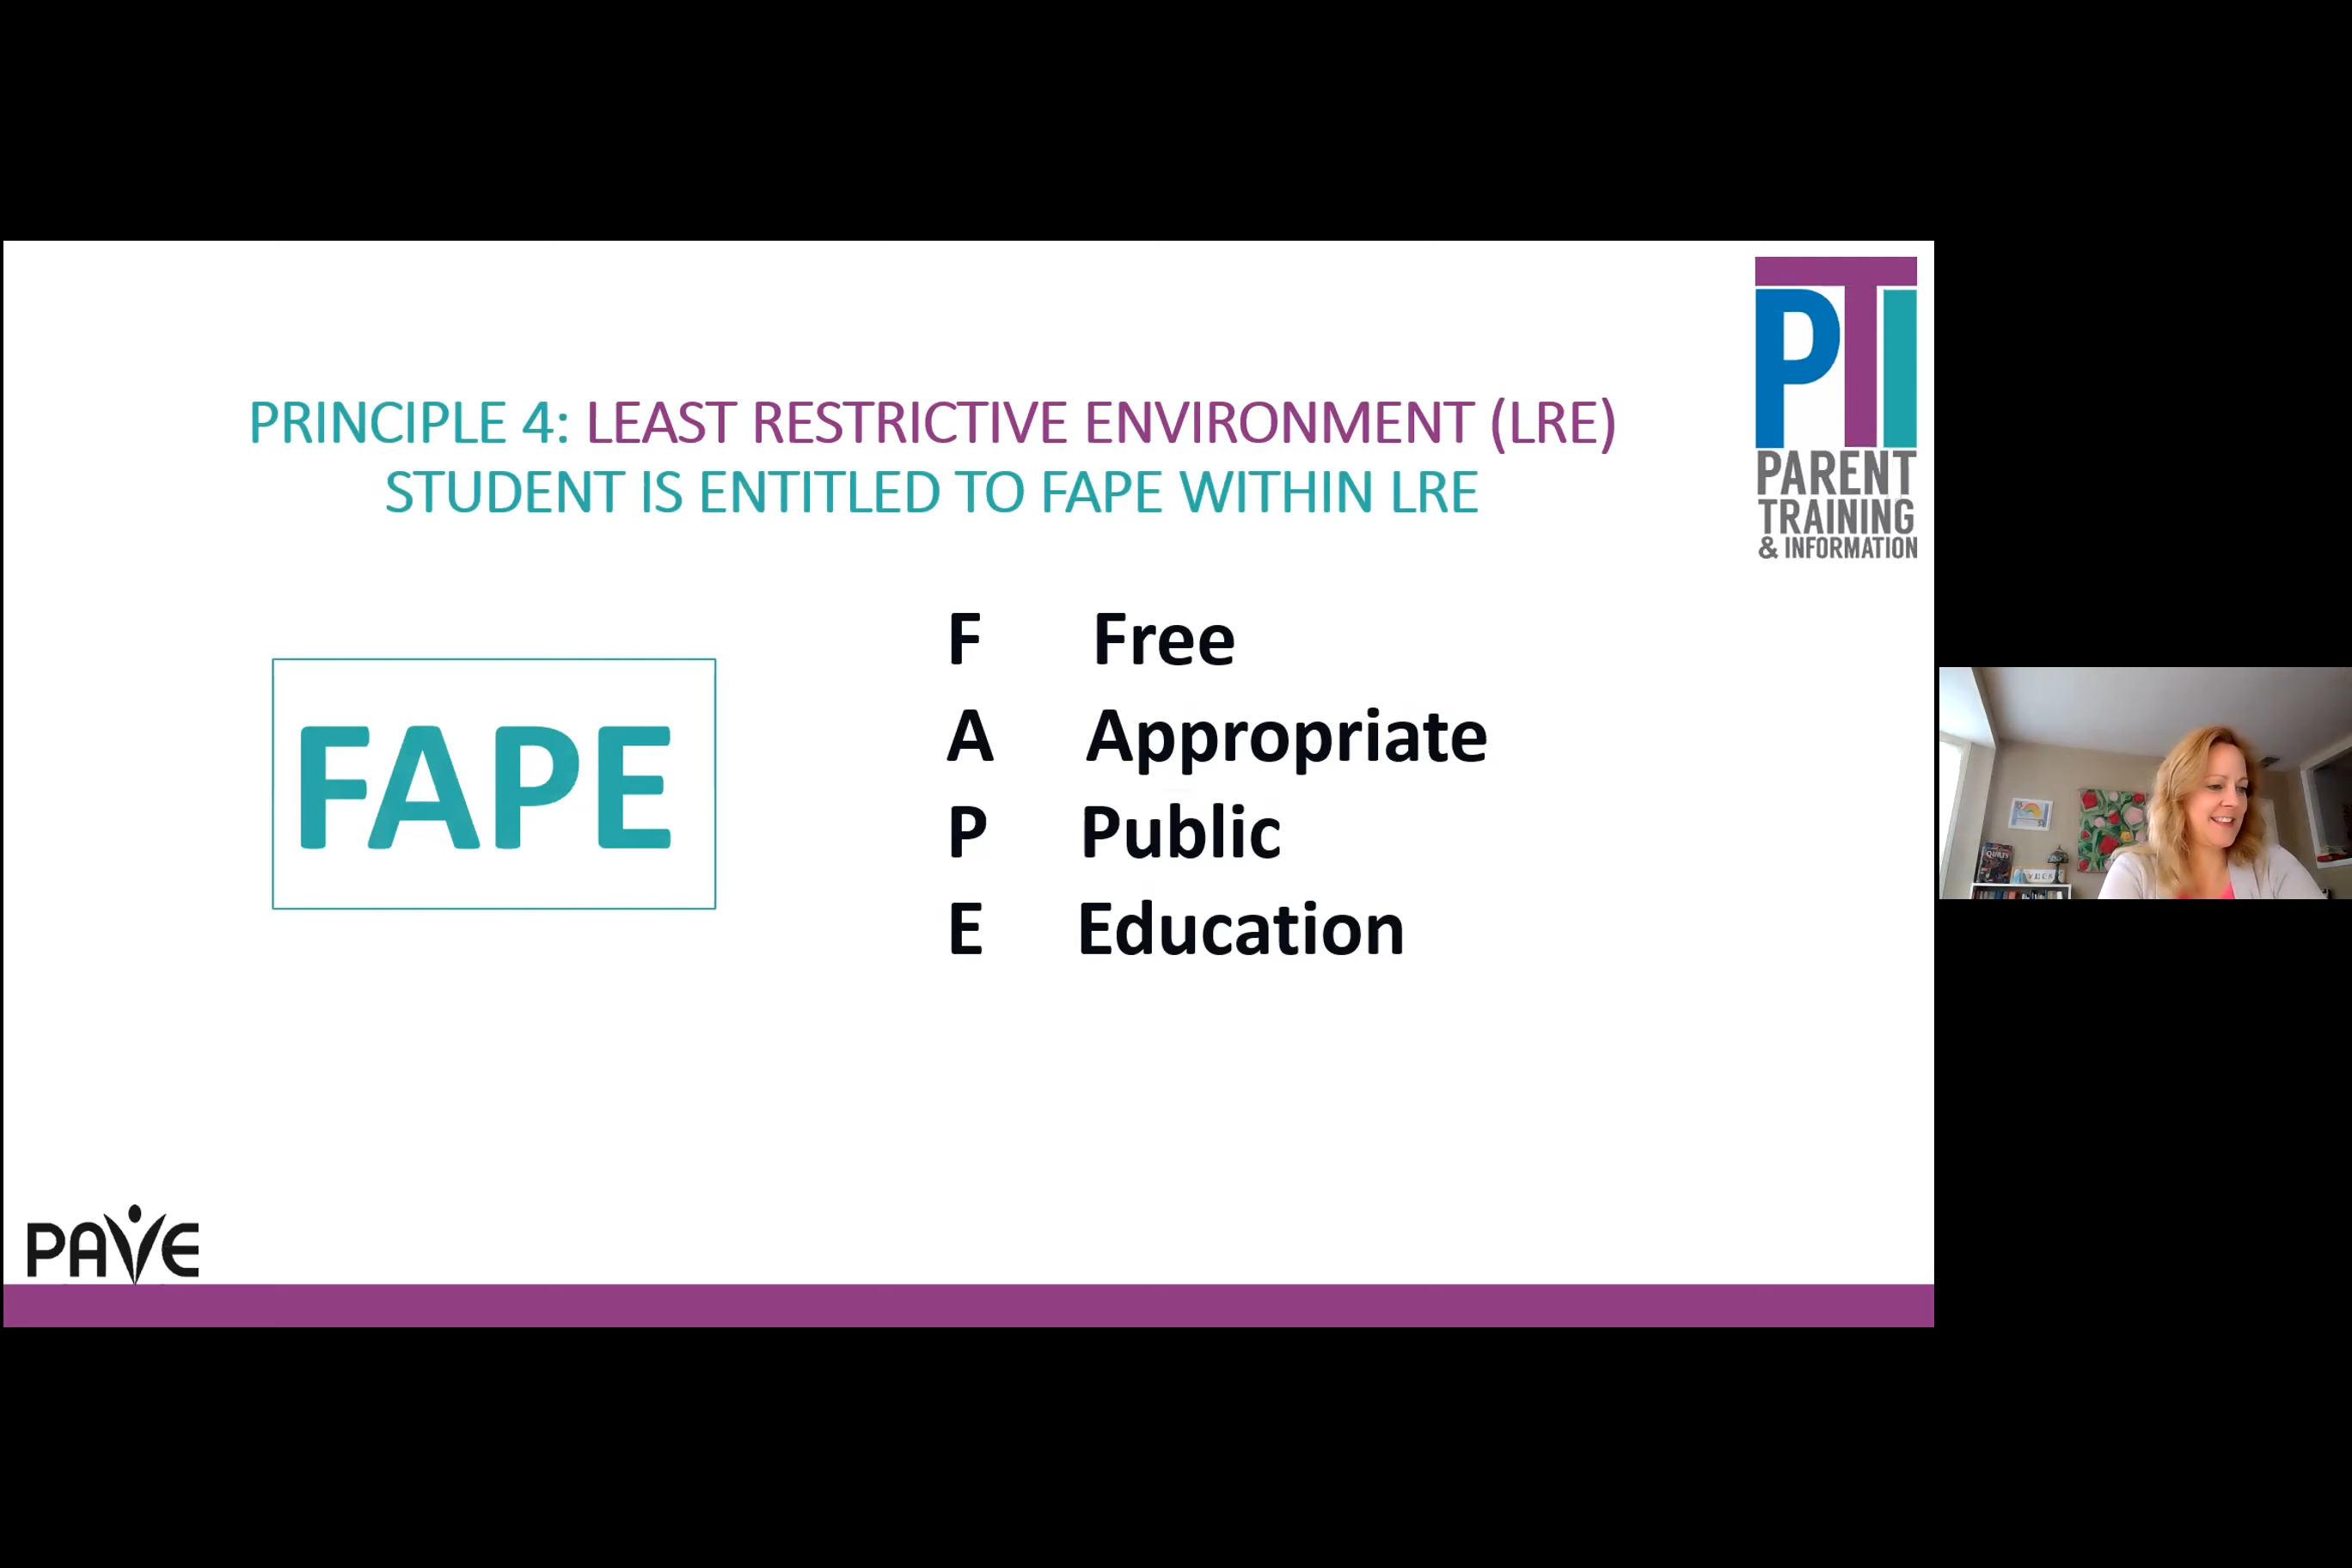 PRINCIPLE 4: LEAST RESTRICTIVE ENVIRONMENT (LRE)
STUDENT IS ENTITLED TO FAPE WITHIN LRE
PTI
PARENT
TRAINING
& INFORMATION
FAPE
F Free
A Appropriate
P Public
E Education
PAVE